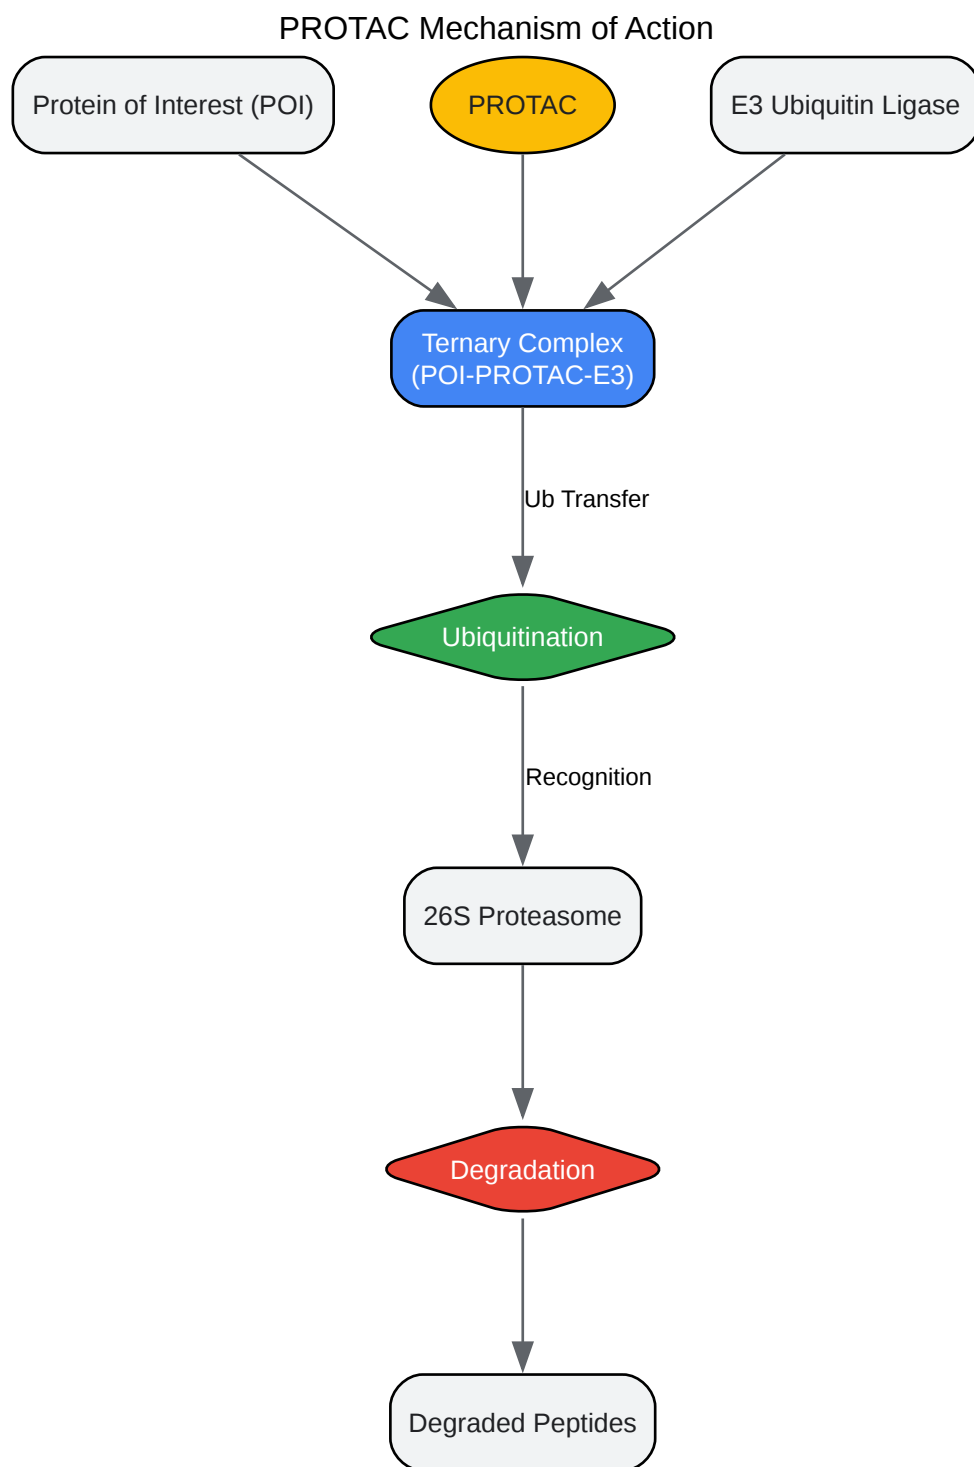 PROTAC Mechanism of Action
Protein of Interest (POI)
PROTAC
E3 Ubiquitin Ligase
Ternary Complex
(POI-PROTAC-E3)
Ub Transfer
Ubiquitination
Recognition
26S Proteasome
Degradation
Degraded Peptides